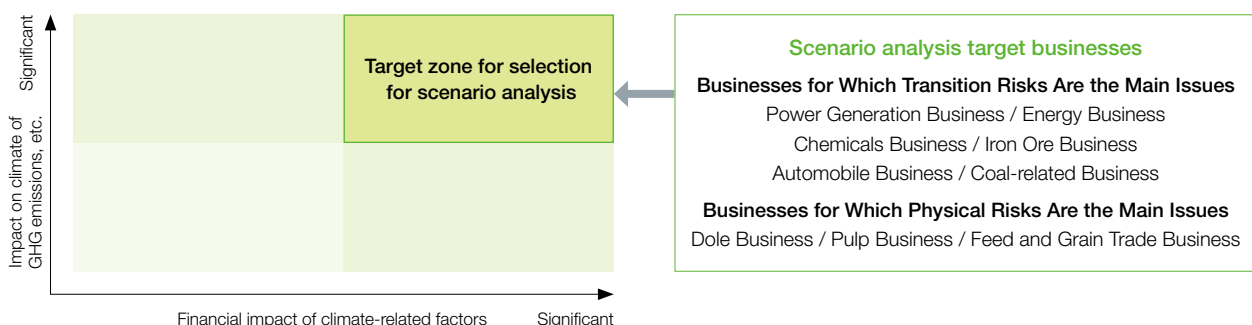 Significant
Impact on climate of
GHG emissions, etc.
Target zone for selection
for scenario analysis
Financial impact of climate-related factors
Significant
Scenario analysis target businesses
Businesses for Which Transition Risks Are the Main Issues
Power Generation Business / Energy Business
Chemicals Business / Iron Ore Business
Automobile Business / Coal-related Business
Businesses for Which Physical Risks Are the Main Issues
Dole Business / Pulp Business / Feed and Grain Trade Business